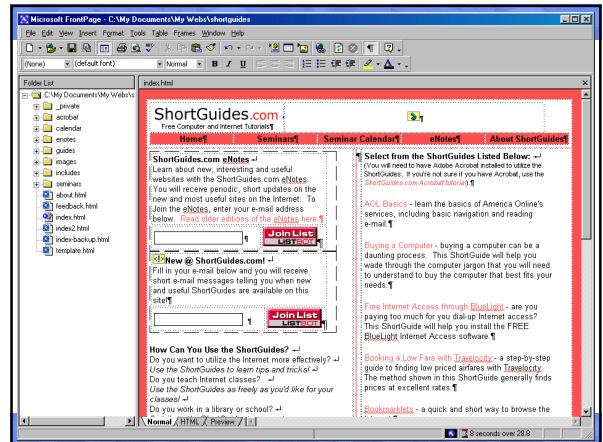 Microsoft FrontPage - C:\My Documents\My Webs\shortguides
File Edit View Insert Format Tools Table Frames Window Help
(None) (default font) Normal B I U
Folder List
index.html
C:\My Documents\My Webs\s
_private
acrobat
calendar
enotes
guides
images
includes
seminars
about.html
feedback.html
index.html
index2.html
index-backup.html
template.html
ShortGuides.com
Free Computer and Internet Tutorials¶
Home¶ Seminars¶ Seminar Calendar¶ eNotes¶ About ShortGuides¶
ShortGuides.com eNotes ↵
Learn about new, interesting and useful
websites with the ShortGuides.com eNotes.
You will receive periodic, short updates on the
new and most useful sites on the Internet. To
Join the eNotes, enter your e-mail address
below. Read older editions of the eNotes here.¶
¶ Join List
LISTBOT ¶
New @ ShortGuides.com! ↵
Fill in your e-mail below and you will receive
short e-mail messages telling you when new
and useful ShortGuides are available on this
site!¶
¶ Join List
LISTBOT ¶
How Can You Use the ShortGuides? ↵
Do you want to utilize the Internet more effectively? ↵
Use the ShortGuides to learn tips and tricks! ↵
Do you teach Internet classes? ↵
Use the ShortGuides as freely as you'd like for your
classes! ↵
Do you work in a library or school? ↵
¶ Select from the ShortGuides Listed Below: ↵
(You will need to have Adobe Acrobat installed to utilize the
ShortGuides. If you're not sure if you have Acrobat, use the
ShortGuides.com Acrobat tutorial).¶
AOL Basics - learn the basics of America Online's
services, including basic navigation and reading
e-mail.¶
Buying a Computer - buying a computer can be a
daunting process. This ShortGuide will help you
wade through the computer jargon that you will need
to understand to buy the computer that best fits your
needs.¶
Free Internet Access through BlueLight - are you
paying too much for you dial-up Internet access?
This ShortGuide will help you install the FREE
BlueLight Internet Access software.¶
Booking a Low Fare with Travelocity - a step-by-step
guide to finding low priced airfares with Travelocity.
The method shown in this ShortGuide generally finds
prices at excellent rates.¶
Bookmarklets - a quick and short way to browse the
Normal HTML Preview
8 seconds over 28.8